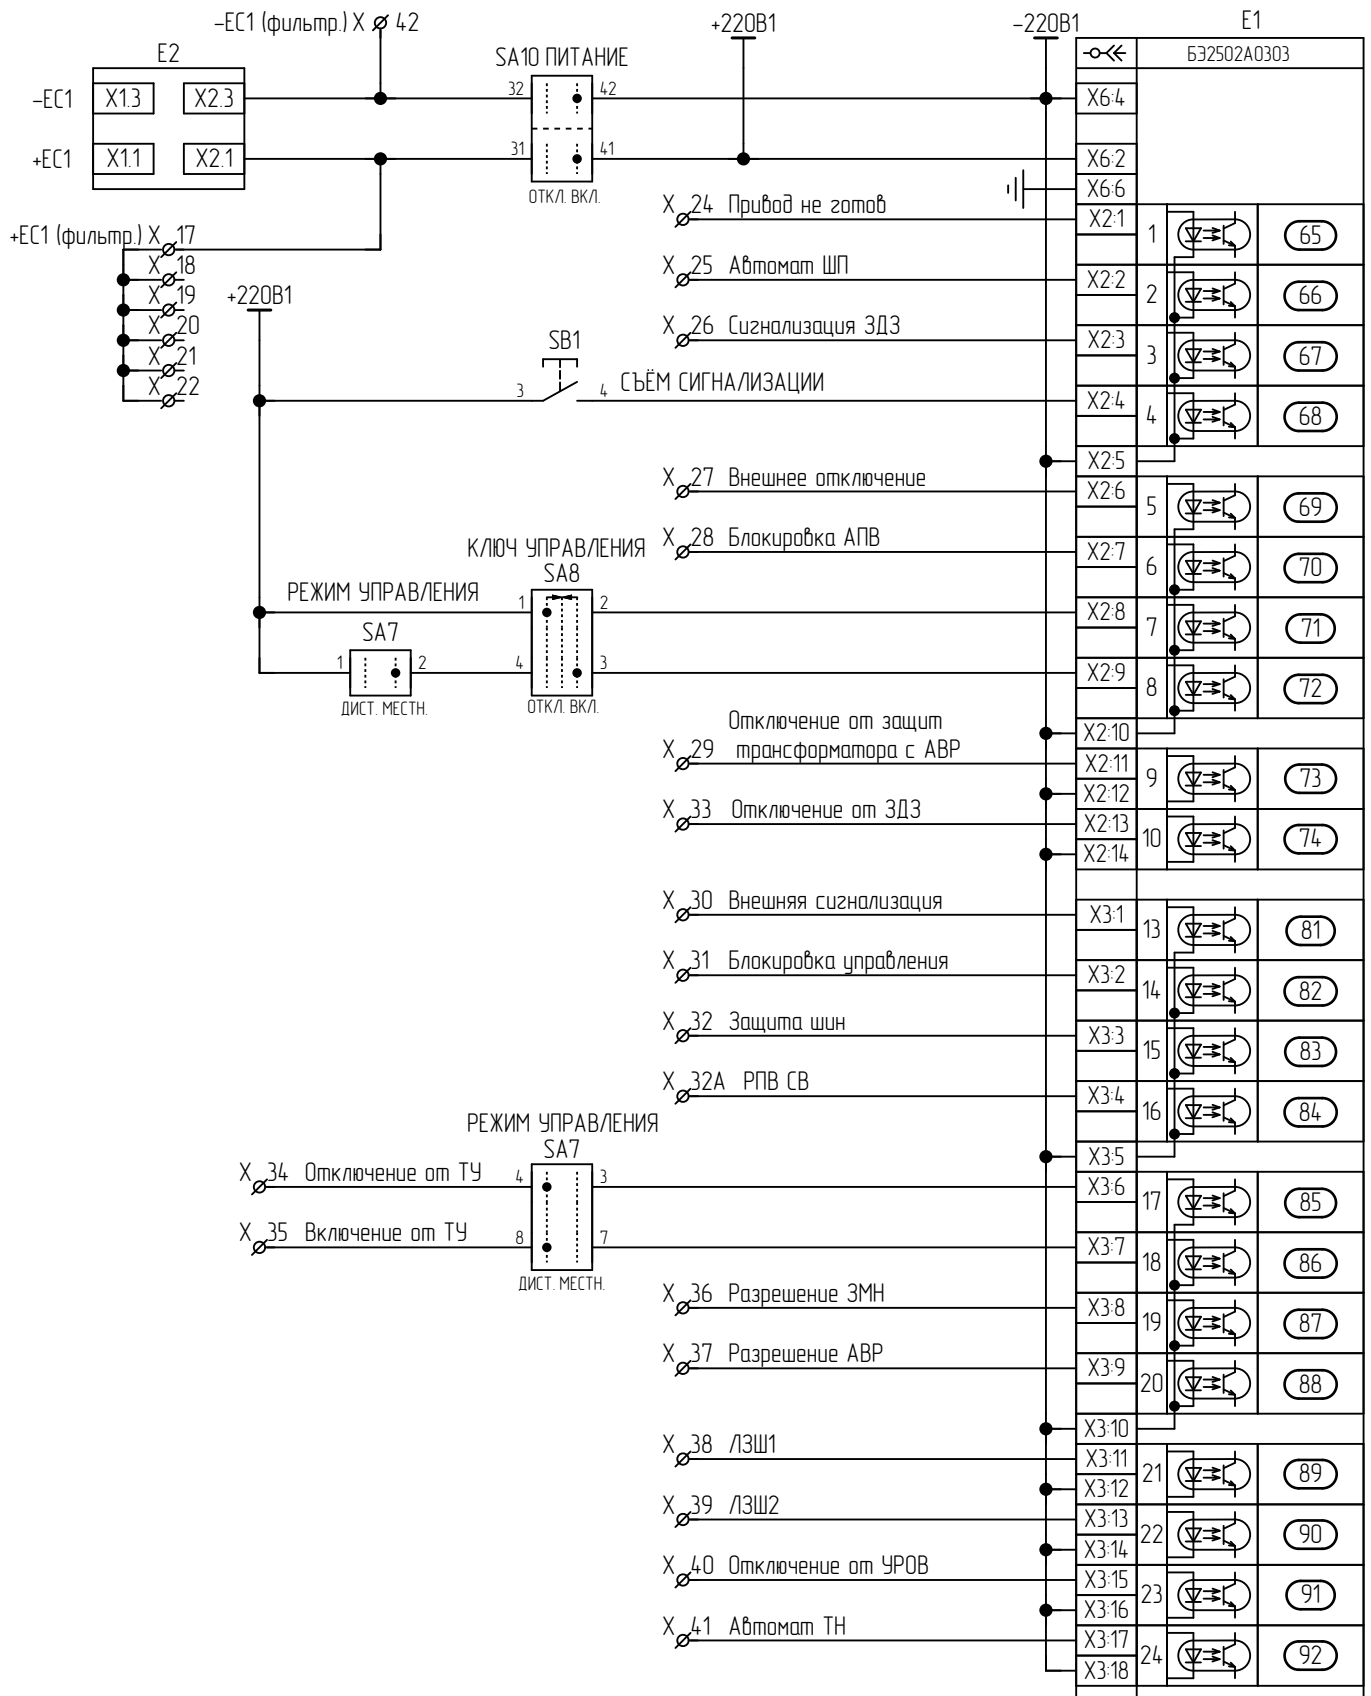 -ЕС1 (фильтр.) X 42
+220В1
-220В1
E1
E2
SA10 ПИТАНИЕ
БЭ2502А0303
-ЕС1 X1.3 X2.3
32 42
X6:4
+ЕС1 X1.1 X2.1
31 41
X6:2
ОТКЛ. ВКЛ.
X6:6
X 24 Привод не готов
X2:1 1 65
+ЕС1 (фильтр.) X 17
X 18
X 19
X 20
X 21
X 22
X 25 Автомат ШП
X2:2 2 66
+220В1
X 26 Сигнализация ЗДЗ
X2:3 3 67
SB1
3 4 СЪЁМ СИГНАЛИЗАЦИИ
X2:4 4 68
X2:5
X 27 Внешнее отключение
X2:6 5 69
X 28 Блокировка АПВ
X2:7 6 70
КЛЮЧ УПРАВЛЕНИЯ
SA8
РЕЖИМ УПРАВЛЕНИЯ
1 2
X2:8 7 71
SA7
1 2
4 3
X2:9 8 72
ДИСТ. МЕСТН.
ОТКЛ. ВКЛ.
X2:10
Отключение от защит
X 29 трансформатора с АВР
X2:11 9 73
X2:12
X 33 Отключение от ЗДЗ
X2:13 10 74
X2:14
X 30 Внешняя сигнализация
X3:1 13 81
X 31 Блокировка управления
X3:2 14 82
X 32 Защита шин
X3:3 15 83
X 32А РПВ СВ
X3:4 16 84
РЕЖИМ УПРАВЛЕНИЯ
SA7
X3:5
X 34 Отключение от ТУ 4 3
X3:6 17 85
X 35 Включение от ТУ 8 7
X3:7 18 86
ДИСТ. МЕСТН.
X 36 Разрешение ЗМН
X3:8 19 87
X 37 Разрешение АВР
X3:9 20 88
X3:10
X 38 ЛЗШ1
X3:11 21 89
X3:12
X 39 ЛЗШ2
X3:13 22 90
X3:14
X 40 Отключение от УРОВ
X3:15 23 91
X3:16
X 41 Автомат ТН
X3:17 24 92
X3:18